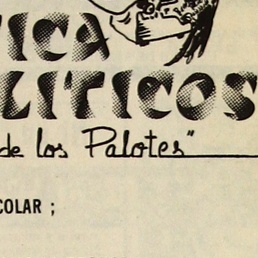 ICA
LITICOS
de los Palotes"
COLAR ;